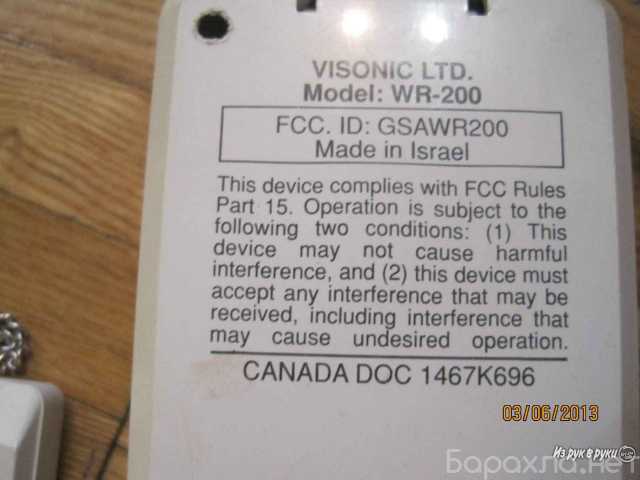 VISONIC LTD.
Model: WR-200
FCC. ID: GSAWR200
Made in Israel
This device complies with FCC Rules
Part 15. Operation is subject to the
following two conditions: (1) This
device may not cause harmful
interference, and (2) this device must
accept any interference that may be
received, including interference that
may cause undesired operation.
CANADA DOC 1467K696
03/06/2013
Из рук в руки
Барахла.нет